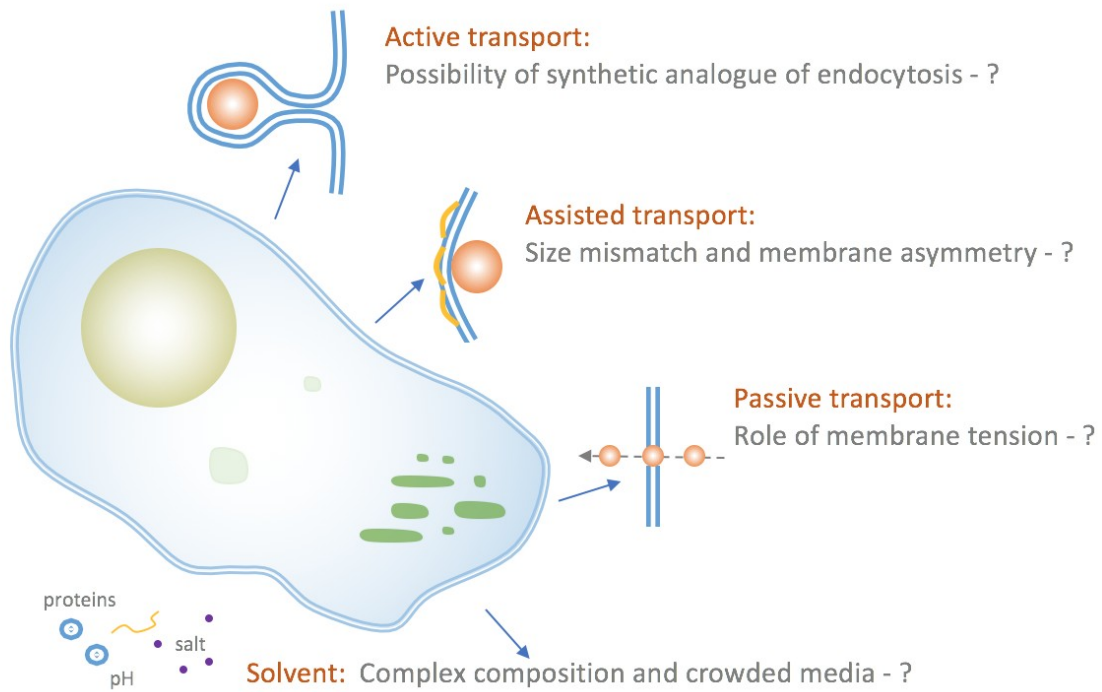 Active transport:
Possibility of synthetic analogue of endocytosis - ?
Assisted transport:
Size mismatch and membrane asymmetry - ?
Passive transport:
Role of membrane tension - ?
proteins
salt
pH
Solvent: Complex composition and crowded media - ?